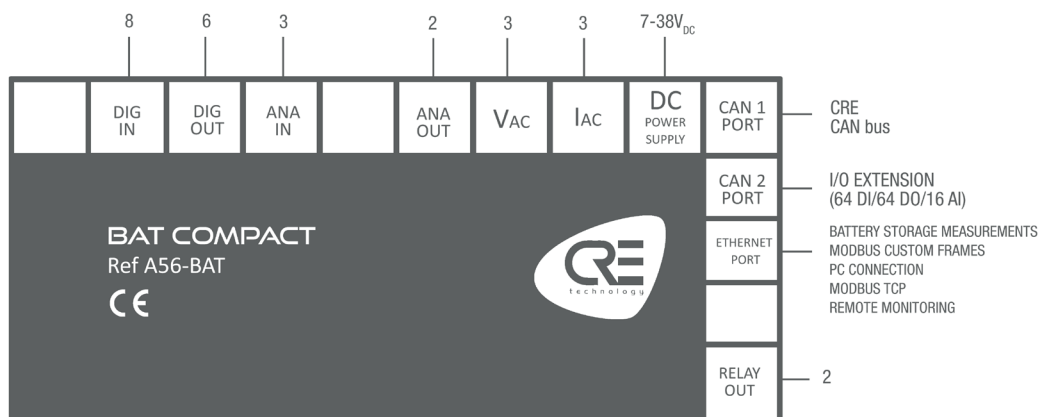 8
6
3
2
3
3
7-38VDC
DIG
IN
DIG
OUT
ANA
IN
ANA
OUT
VAC
IAC
DC
POWER
SUPPLY
CAN 1
PORT
CRE
CAN bus
CAN 2
PORT
I/O EXTENSION
(64 DI/64 DO/16 AI)
ETHERNET
PORT
BATTERY STORAGE MEASUREMENTS
MODBUS CUSTOM FRAMES
PC CONNECTION
MODBUS TCP
REMOTE MONITORING
BAT COMPACT
Ref A56-BAT
CE
CRE
technology
RELAY
OUT
2